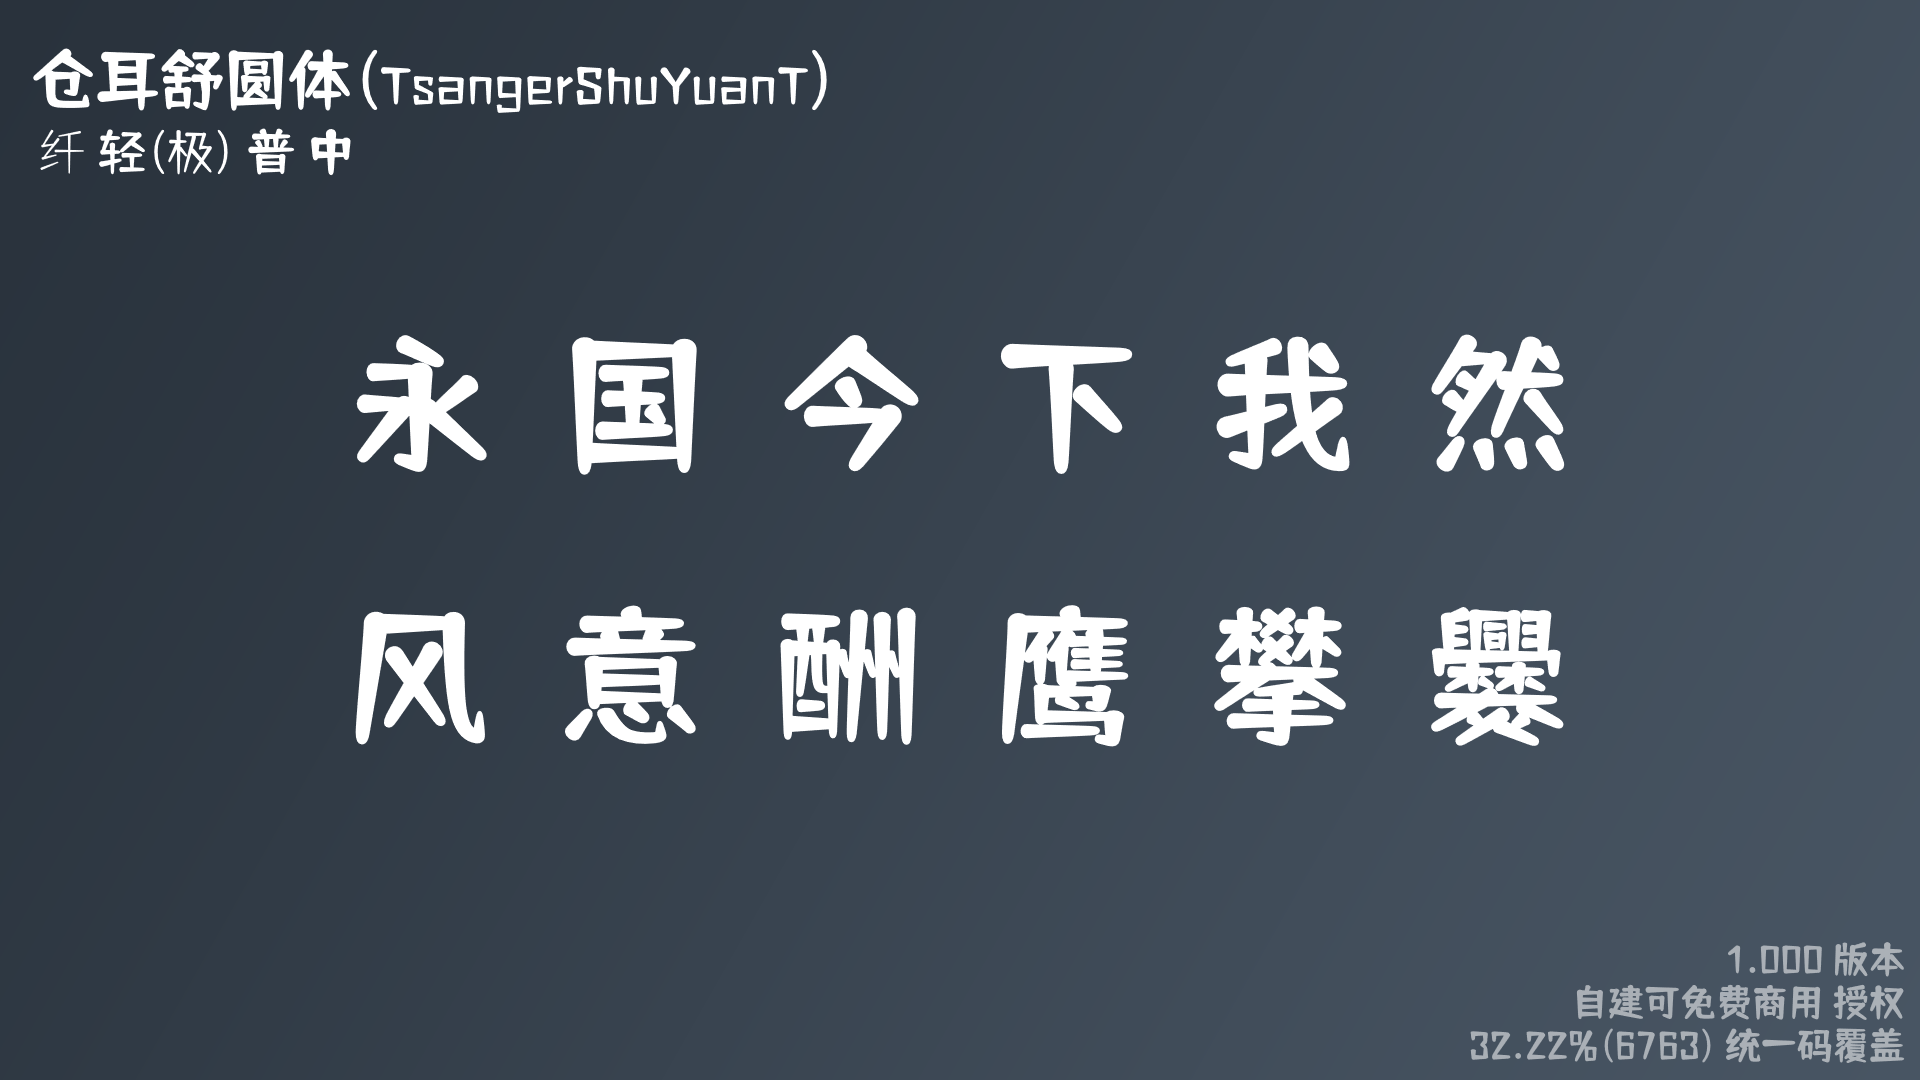 仓耳舒圆体(TsangerShuYuanT)
纤 轻(极) 普 中
永 国 今 下 我 然
风 意 酬 鹰 攀 爨
1.000 版本
自建可免费商用 授权
32.22%(6763) 统一码覆盖